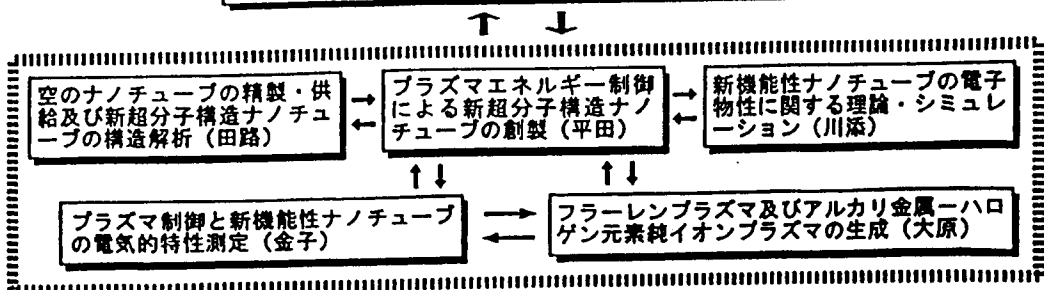 空のナノチューブの精製・供
給及び新超分子構造ナノチュ
ーブの構造解析（田路）
プラズマエネルギー制御
による新超分子構造ナノ
チューブの創製（平田）
新機能性ナノチューブの電子
物性に関する理論・シミュレ
ーション（川添）
プラズマ制御と新機能性ナノチューブ
の電気的特性測定（金子）
フラーレンプラズマ及びアルカリ金属ーハロ
ゲン元素純イオンプラズマの生成（大原）